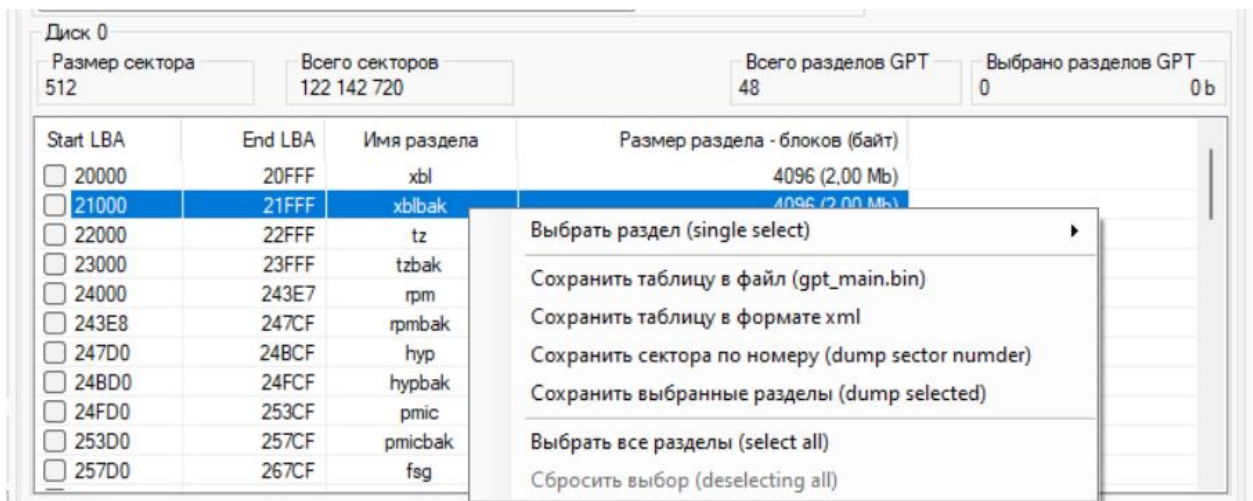 Диск 0
Размер сектора Всего секторов Всего разделов GPT Выбрано разделов GPT
512 122 142 720 48 0 0 b
Start LBA End LBA Имя раздела Размер раздела - блоков (байт)
20000 20FFF xbl 4096 (2,00 Mb)
21000 21FFF xblbak 4096 (2,00 Mb)
22000 22FFF tz
23000 23FFF tzbak
24000 243E7 rpm
243E8 247CF rpmbak
247D0 24BCF hyp
24BD0 24FCF hypbak
24FD0 253CF pmic
253D0 257CF pmicbak
257D0 267CF fsg
Выбрать раздел (single select)
Сохранить таблицу в файл (gpt_main.bin)
Сохранить таблицу в формате xml
Сохранить сектора по номеру (dump sector numder)
Сохранить выбранные разделы (dump selected)
Выбрать все разделы (select all)
Сбросить выбор (deselecting all)